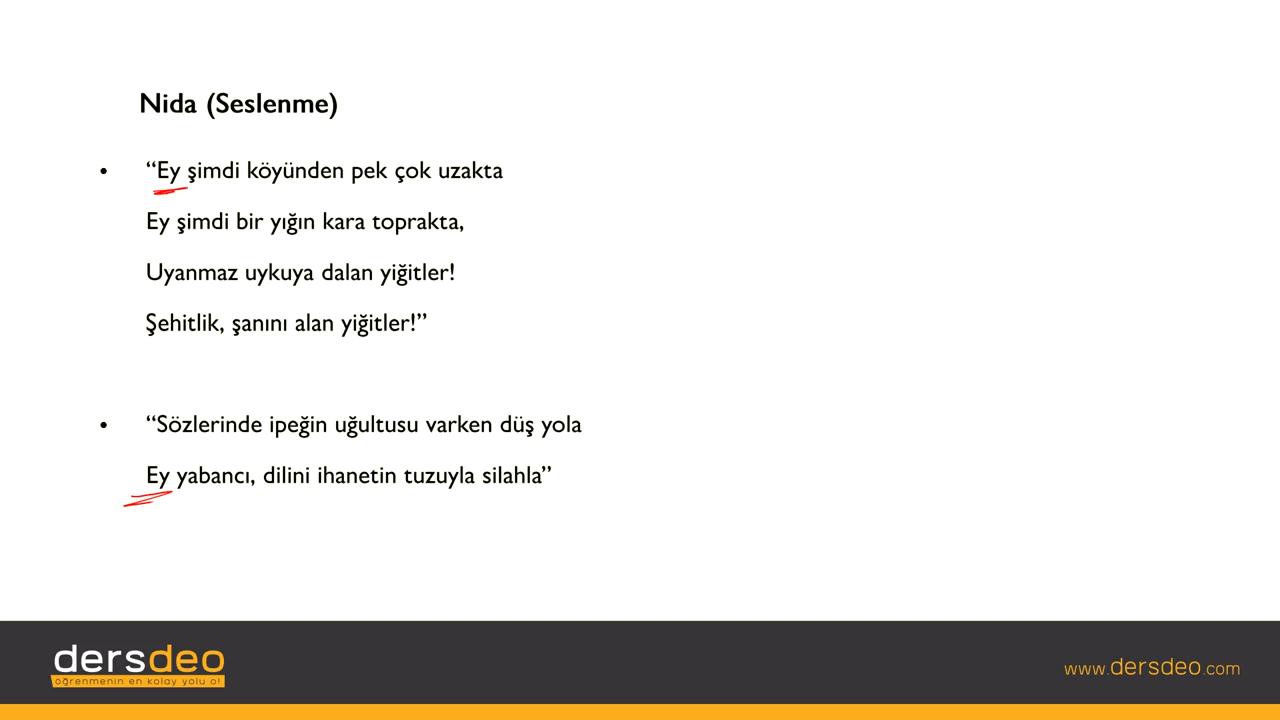 Nida (Seslenme)
• “Ey şimdi köyünden pek çok uzakta
Ey şimdi bir yığın kara toprakta,
Uyanmaz uykuya dalan yiğitler!
Şehitlik, şanını alan yiğitler!”
• “Sözlerinde ipeğin uğultusu varken düş yola
Ey yabancı, dilini ihanetin tuzuyla silahla”
dersdeo
öğrenmenin en kolay yolu o!
www.dersdeo.com